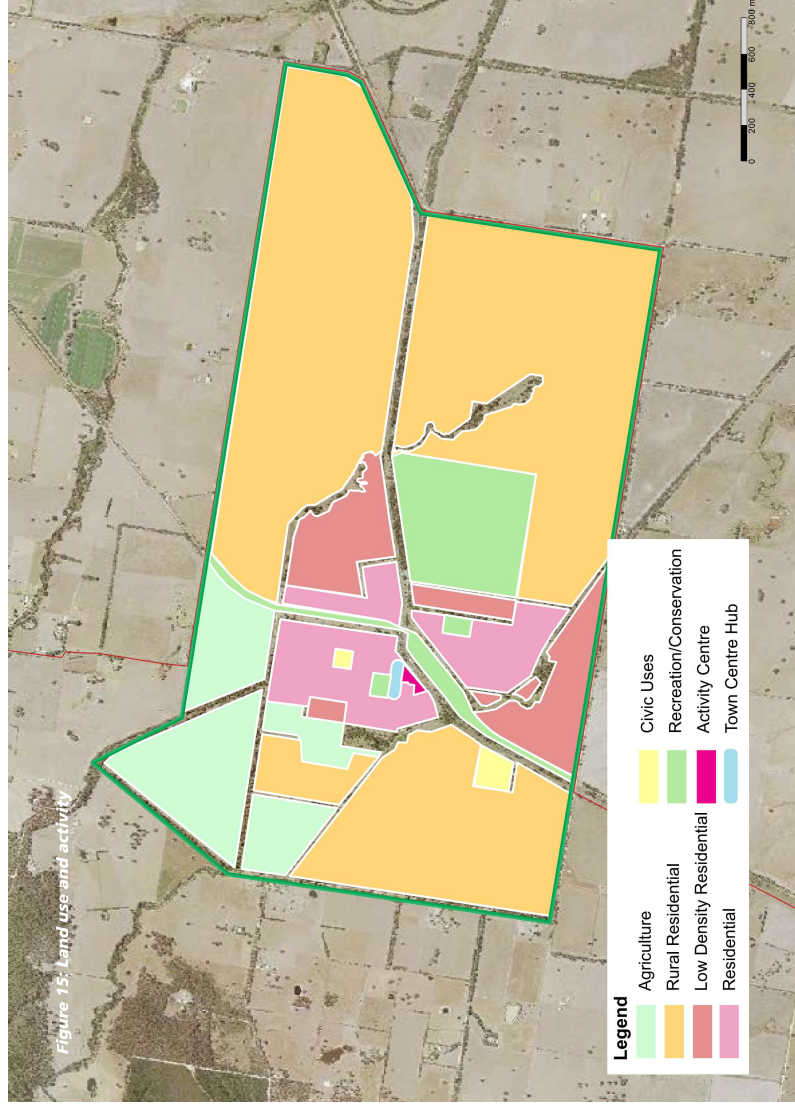 Figure 15: Land use and activity
Legend
Agriculture
Rural Residential
Low Density Residential
Residential
Civic Uses
Recreation/Conservation
Activity Centre
Town Centre Hub
0 200 400 600 800 m